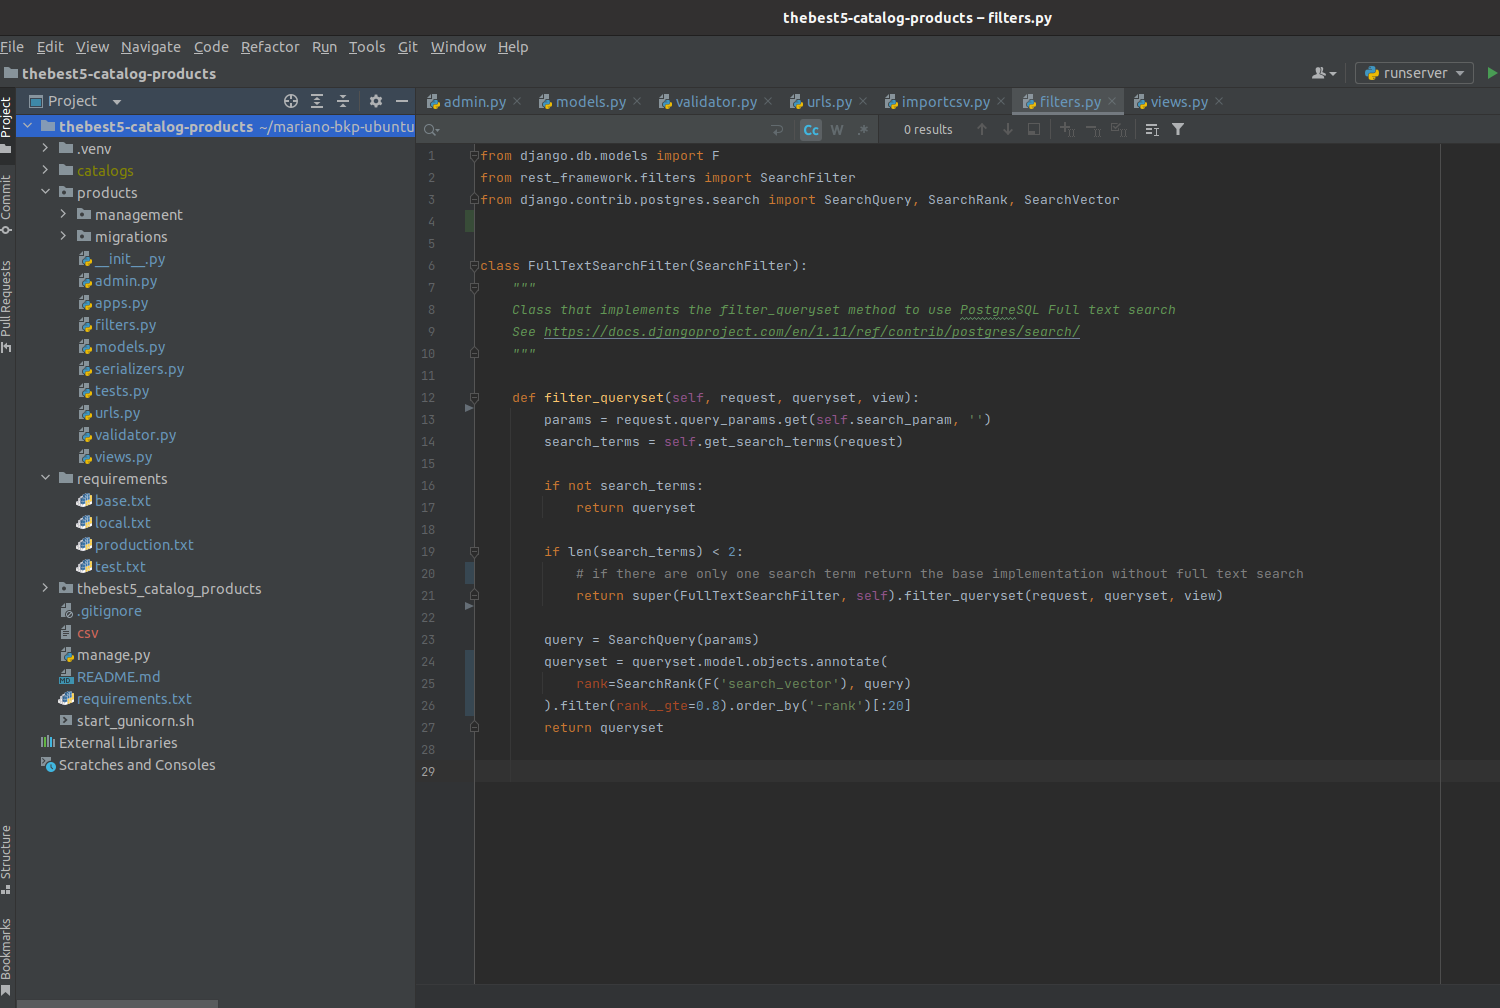 thebest5-catalog-products – filters.py
File Edit View Navigate Code Refactor Run Tools Git Window Help
thebest5-catalog-products
runserver
Project
admin.py
models.py
validator.py
urls.py
importcsv.py
filters.py
views.py
Cc W .*
0 results
Project
Commit
Pull Requests
Structure
Bookmarks
thebest5-catalog-products ~/mariano-bkp-ubuntu
.venv
catalogs
products
management
migrations
__init__.py
admin.py
apps.py
filters.py
models.py
serializers.py
tests.py
urls.py
validator.py
views.py
requirements
base.txt
local.txt
production.txt
test.txt
thebest5_catalog_products
.gitignore
csv
manage.py
README.md
requirements.txt
start_gunicorn.sh
External Libraries
Scratches and Consoles
1 from django.db.models import F
2 from rest_framework.filters import SearchFilter
3 from django.contrib.postgres.search import SearchQuery, SearchRank, SearchVector
4
5
6 class FullTextSearchFilter(SearchFilter):
7     """
8     Class that implements the filter_queryset method to use PostgreSQL Full text search
9     See https://docs.djangoproject.com/en/1.11/ref/contrib/postgres/search/
10     """
11
12     def filter_queryset(self, request, queryset, view):
13         params = request.query_params.get(self.search_param, '')
14         search_terms = self.get_search_terms(request)
15
16         if not search_terms:
17             return queryset
18
19         if len(search_terms) < 2:
20             # if there are only one search term return the base implementation without full text search
21             return super(FullTextSearchFilter, self).filter_queryset(request, queryset, view)
22
23         query = SearchQuery(params)
24         queryset = queryset.model.objects.annotate(
25             rank=SearchRank(F('search_vector'), query)
26         ).filter(rank__gte=0.8).order_by('-rank')[:20]
27         return queryset
28
29